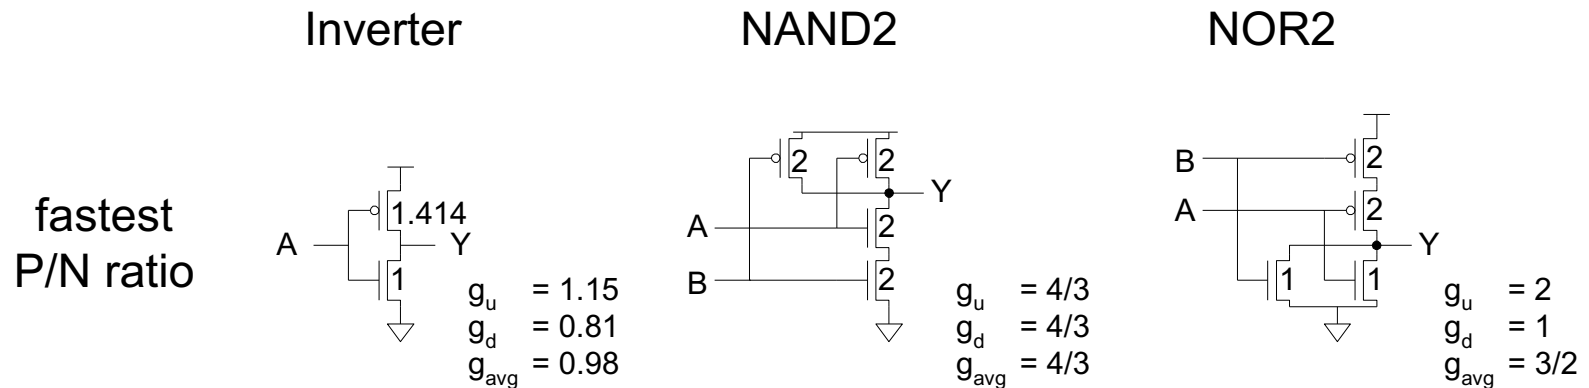 Inverter
NAND2
NOR2
fastest
P/N ratio
A
1.414
1
Y
g_u = 1.15
g_d = 0.81
g_avg = 0.98
2
2
Y
A
2
B
2
g_u = 4/3
g_d = 4/3
g_avg = 4/3
B
2
A
2
Y
1
1
g_u = 2
g_d = 1
g_avg = 3/2